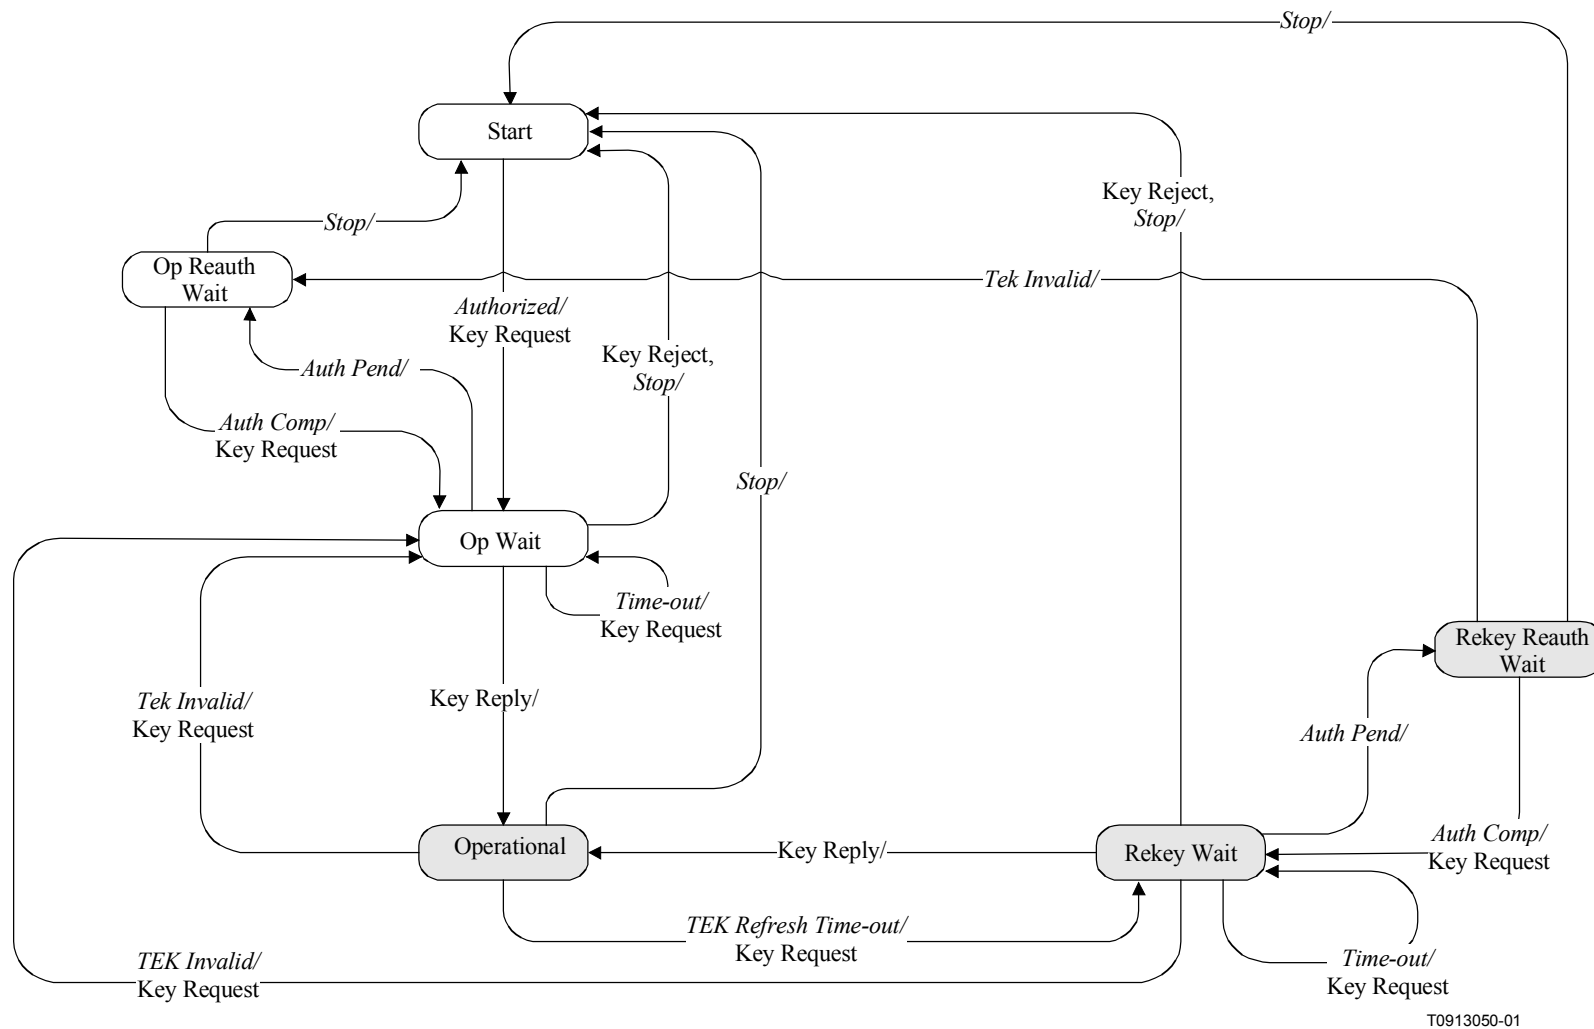 Stop/
Start
Key Reject,
Stop/
Stop/
Op Reauth
Wait
Tek Invalid/
Authorized/
Key Request
Key Reject,
Stop/
Auth Pend/
Auth Comp/
Key Request
Stop/
Op Wait
Time-out/
Key Request
Rekey Reauth
Wait
Tek Invalid/
Key Request
Key Reply/
Auth Pend/
Operational
Key Reply/
Rekey Wait
Auth Comp/
Key Request
TEK Refresh Time-out/
Key Request
TEK Invalid/
Key Request
Time-out/
Key Request
T0913050-01